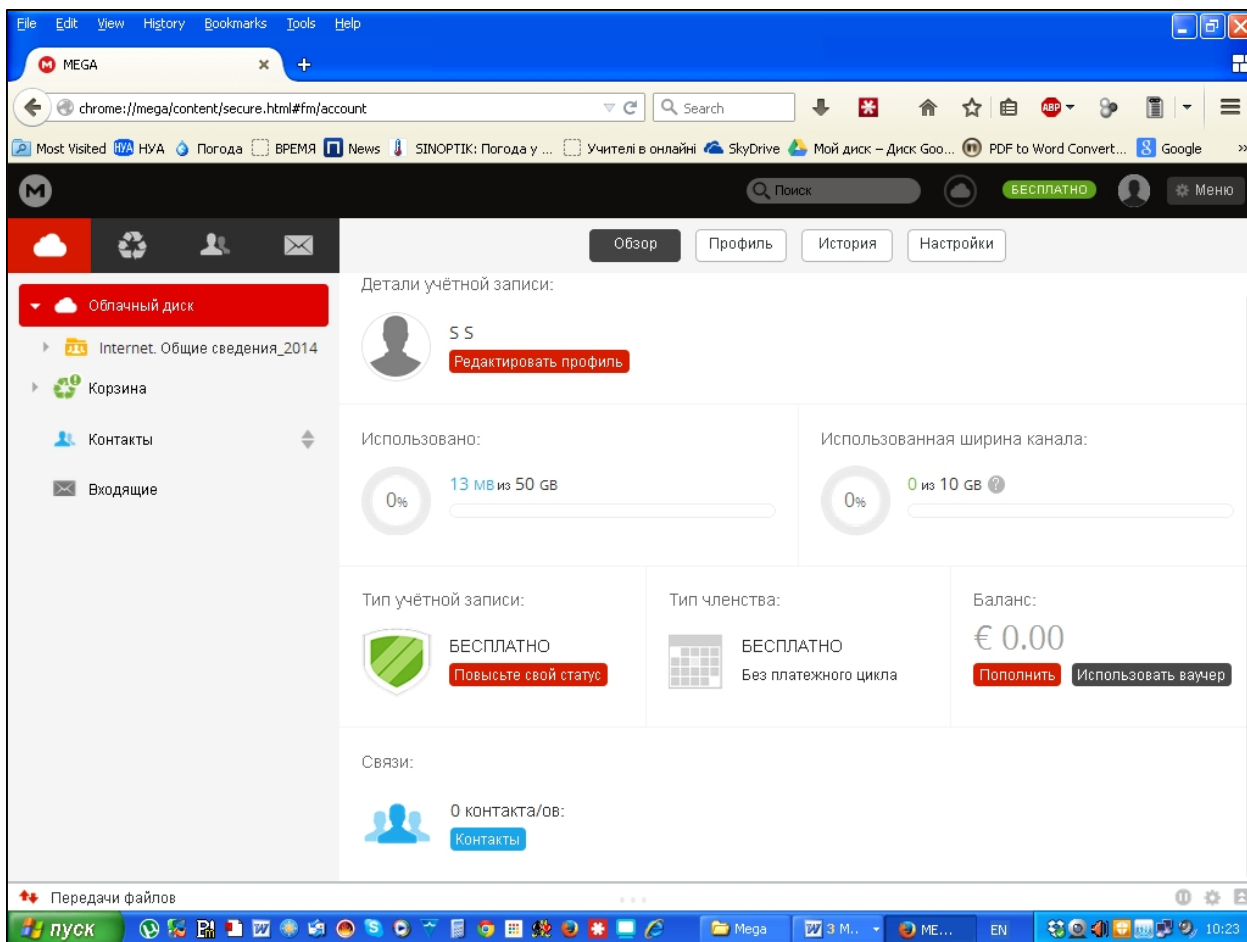 File Edit View History Bookmarks Tools Help
MEGA
chrome://mega/content/secure.html#fm/account
Search
ABP
Most Visited НУА Погода ВРЕМЯ News SINOPTIK: Погода у ... Учителі в онлайні SkyDrive Мой диск – Диск Goo... PDF to Word Convert... Google »
M Поиск БЕСПЛАТНО Меню
Обзор Профиль История Настройки
Облачный диск
Internet. Общие сведения_2014
Корзина
Контакты
Входящие
Детали учётной записи:
S S
Редактировать профиль
Использовано:
0%
13 MB из 50 GB
Использованная ширина канала:
0%
0 из 10 GB ?
Тип учётной записи:
БЕСПЛАТНО
Повысьте свой статус
Тип членства:
БЕСПЛАТНО
Без платежного цикла
Баланс:
€ 0.00
Пополнить Использовать ваучер
Связи:
0 контакта/ов:
Контакты
Передачи файлов
пуск Mega 3 М... ME... EN 10:23